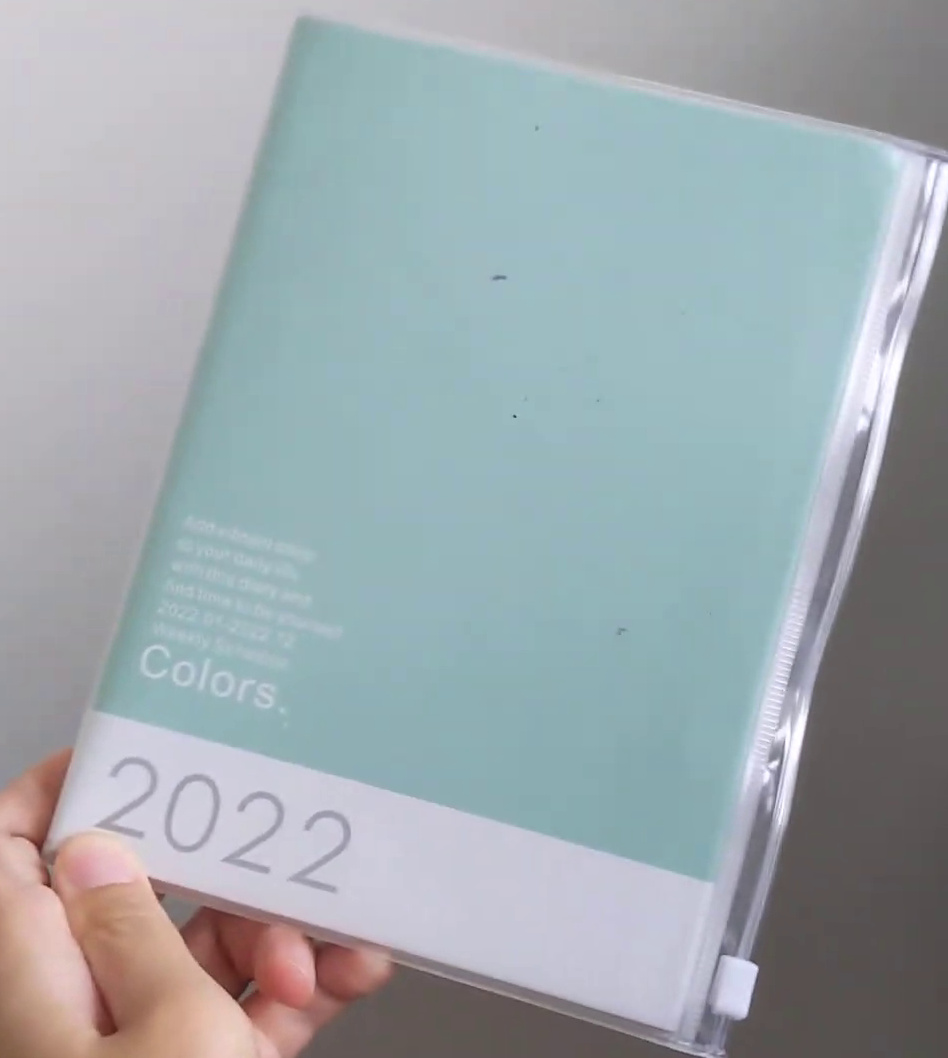 Add vibrant color
to your daily life
with this diary and
find time to be yourself
2022.01-2022.12
Weekly Schedule
Colors.
2022